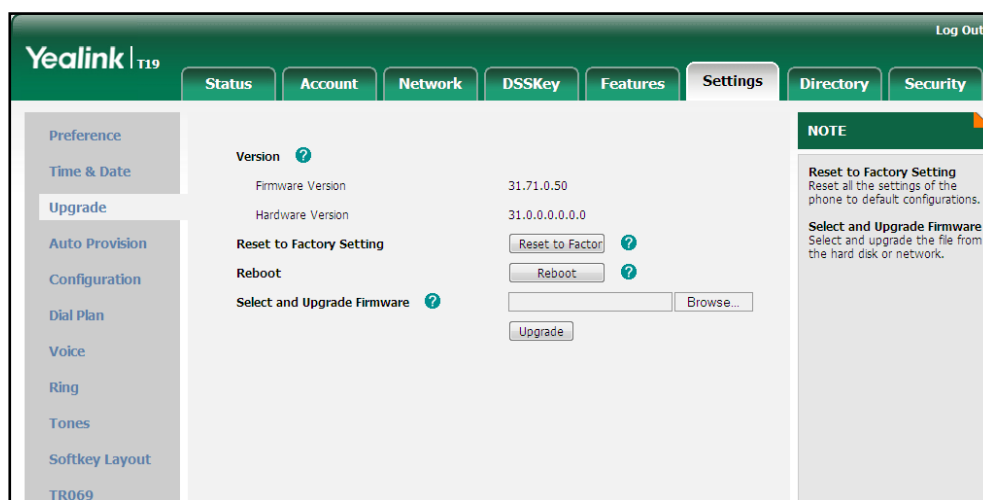 Log Out
Yealink T19
Status Account Network DSSKey Features Settings Directory Security
Preference
Time & Date
Upgrade
Auto Provision
Configuration
Dial Plan
Voice
Ring
Tones
Softkey Layout
TR069
Version ?
Firmware Version 31.71.0.50
Hardware Version 31.0.0.0.0.0.0
Reset to Factory Setting Reset to Factor ?
Reboot Reboot ?
Select and Upgrade Firmware ? Browse...
Upgrade
NOTE
Reset to Factory Setting
Reset all the settings of the
phone to default configurations.
Select and Upgrade Firmware
Select and upgrade the file from
the hard disk or network.